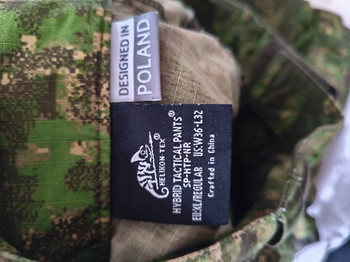 DESIGNED IN
POLAND
HELIKON-TEX®
HYBRID TACTICAL PANTS®
SP-HTP-NR
EU:XL/REGULAR US:W36-L32
Crafted in China